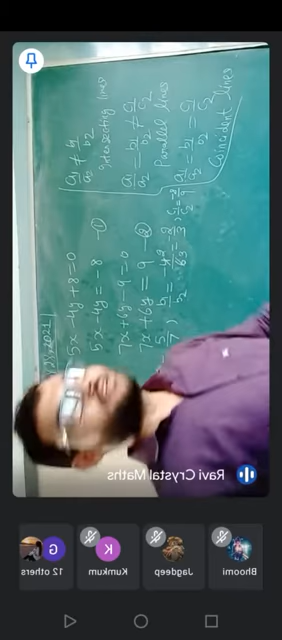 5x -4y +8 = 0
5x -4y = -8 —①
7x +6y -9 = 0
7x +6y = 9 —②
a₁/a₂ ≠ b₁/b₂
Intersecting lines
a₁/a₂ = b₁/b₂ ≠ c₁/c₂
Parallel lines
a₁/a₂ = b₁/b₂ = c₁/c₂
Coincident lines
Ravi Crystal Maths
Bhoomi
Jagdeep
K
Kumkum
G
12 others